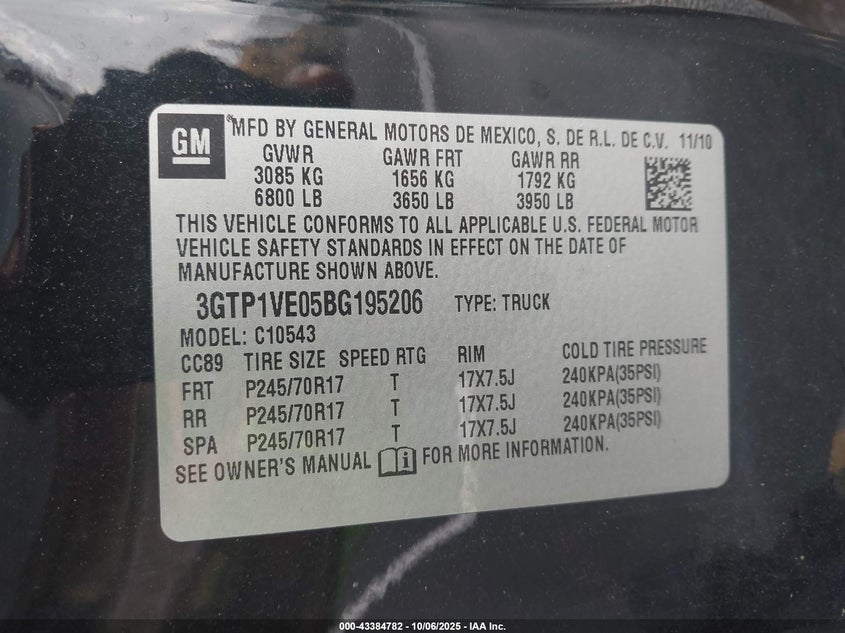 GM
® MFD BY GENERAL MOTORS DE MEXICO, S. DE R.L. DE C.V. 11/10
GVWR GAWR FRT GAWR RR
3085 KG 1656 KG 1792 KG
6800 LB 3650 LB 3950 LB
THIS VEHICLE CONFORMS TO ALL APPLICABLE U.S. FEDERAL MOTOR
VEHICLE SAFETY STANDARDS IN EFFECT ON THE DATE OF
MANUFACTURE SHOWN ABOVE.
3GTP1VE05BG195206 TYPE: TRUCK
MODEL: C10543
CC89 TIRE SIZE SPEED RTG RIM COLD TIRE PRESSURE
FRT P245/70R17 T 17X7.5J 240KPA(35PSI)
RR P245/70R17 T 17X7.5J 240KPA(35PSI)
SPA P245/70R17 T 17X7.5J 240KPA(35PSI)
SEE OWNER'S MANUAL i FOR MORE INFORMATION.
000-43384782 - 10/06/2025 - IAA Inc.